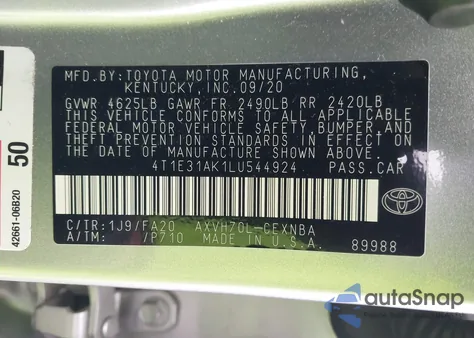 MFD.BY: TOYOTA MOTOR MANUFACTURING,
KENTUCKY, INC. 09/20
GVWR 4625LB GAWR FR 2490LB RR 2420LB
THIS VEHICLE CONFORMS TO ALL APPLICABLE
FEDERAL MOTOR VEHICLE SAFETY, BUMPER, AND
THEFT PREVENTION STANDARDS IN EFFECT ON
THE DATE OF MANUFACTURE SHOWN ABOVE.
4T1E31AK1LU544924 PASS.CAR
C/TR: 1J9/FA20 AXVH70L-CEXNBA
A/TM: /P710 MADE IN U.S.A. 89988
TOYOTA
50
42661-06B20
autoSnap